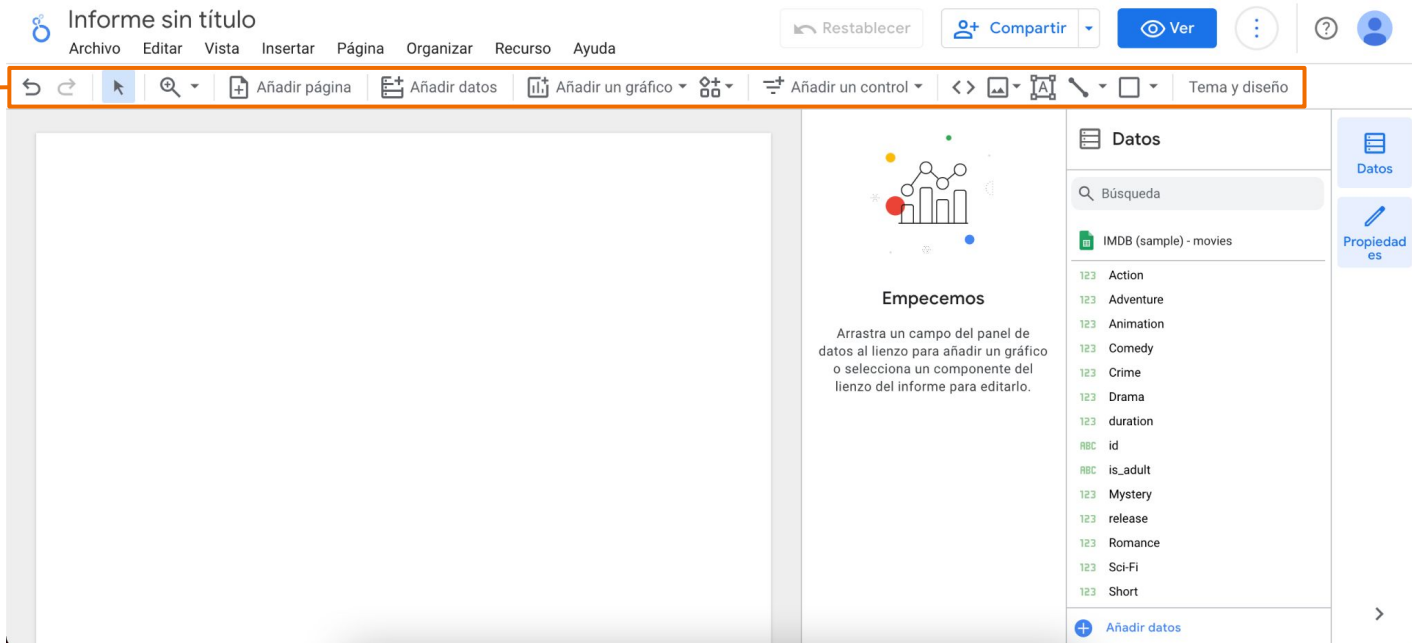 Informe sin título
Archivo Editar Vista Insertar Página Organizar Recurso Ayuda
Restablecer
Compartir
Ver
Añadir página
Añadir datos
Añadir un gráfico
Añadir un control
A
Tema y diseño
Empecemos
Arrastra un campo del panel de
datos al lienzo para añadir un gráfico
o selecciona un componente del
lienzo del informe para editarlo.
Datos
Búsqueda
IMDB (sample) - movies
123 Action
123 Adventure
123 Animation
123 Comedy
123 Crime
123 Drama
123 duration
ABC id
ABC is_adult
123 Mystery
123 release
123 Romance
123 Sci-Fi
123 Short
Añadir datos
Datos
Propiedad
es